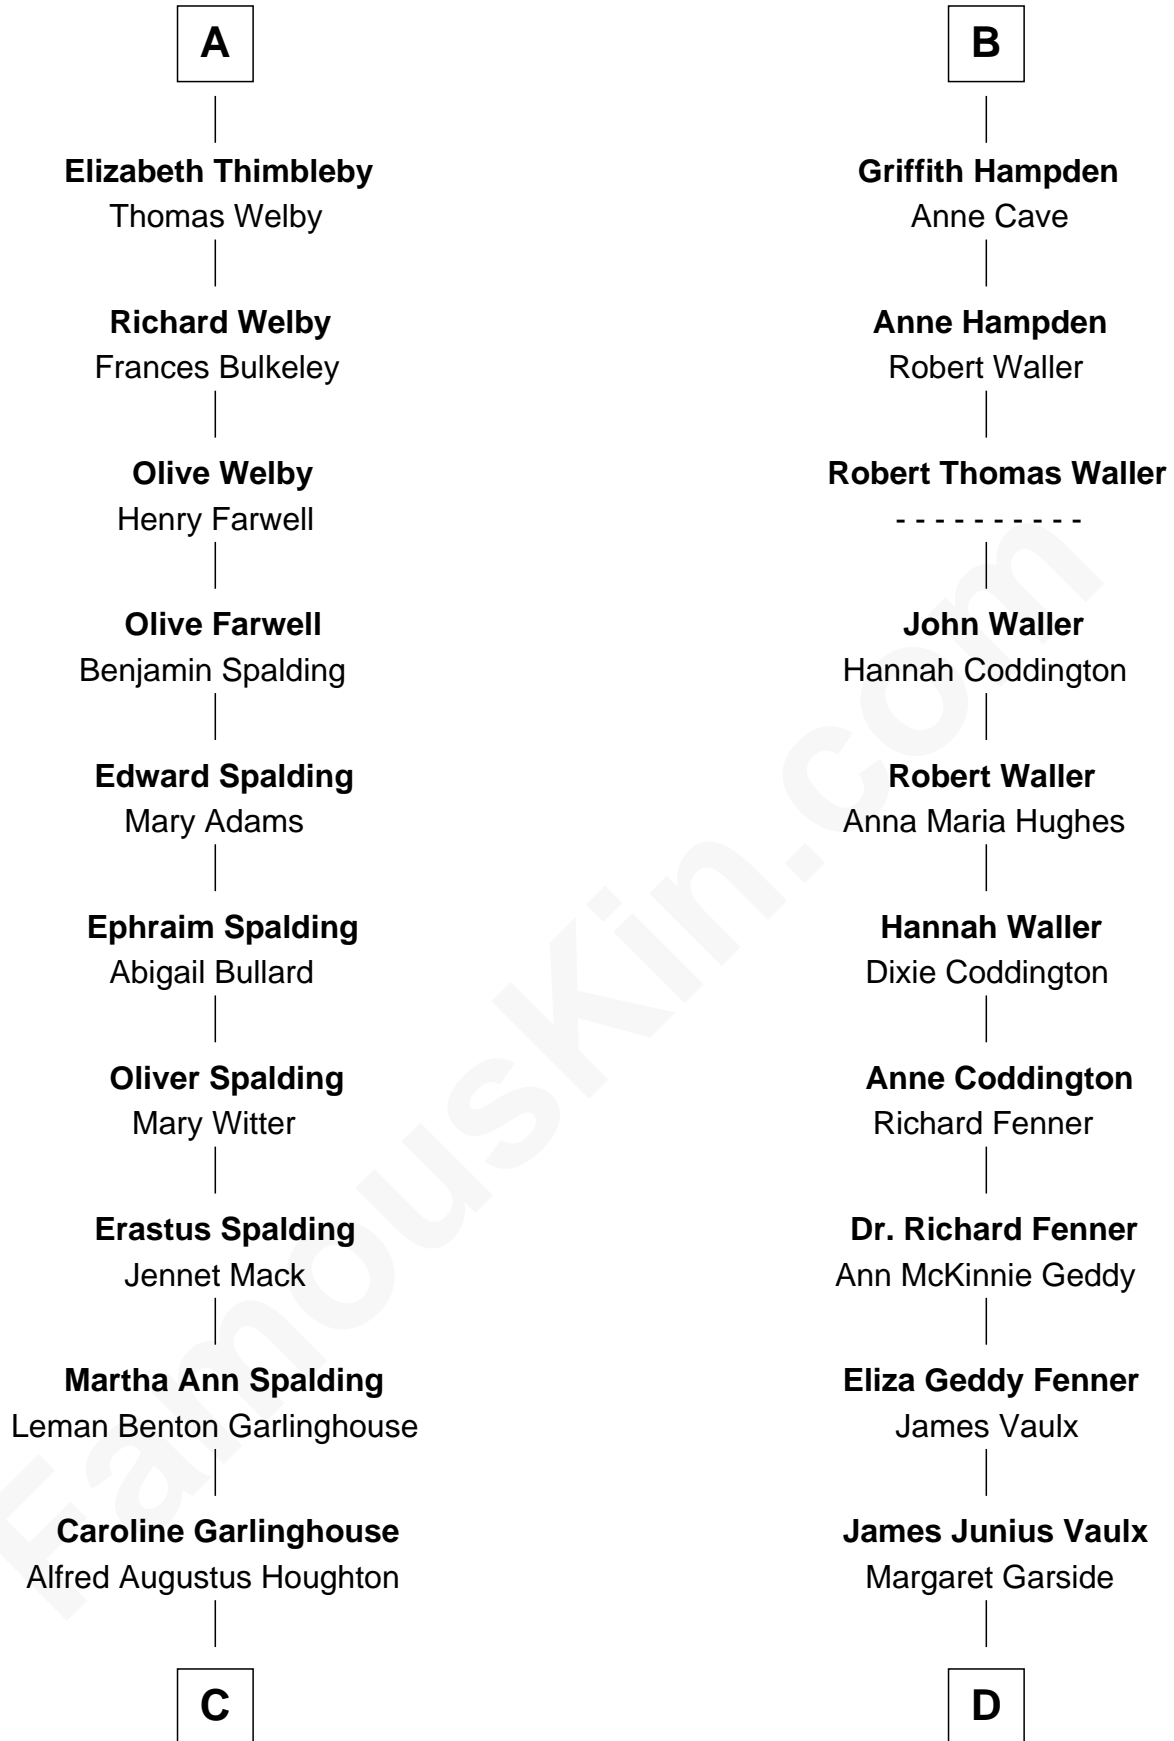 A
Elizabeth Thimbleby
Thomas Welby
Richard Welby
Frances Bulkeley
Olive Welby
Henry Farwell
Olive Farwell
Benjamin Spalding
Edward Spalding
Mary Adams
Ephraim Spalding
Abigail Bullard
Oliver Spalding
Mary Witter
Erastus Spalding
Jennet Mack
Martha Ann Spalding
Leman Benton Garlinghouse
Caroline Garlinghouse
Alfred Augustus Houghton
C
B
Griffith Hampden
Anne Cave
Anne Hampden
Robert Waller
Robert Thomas Waller
- - - - - - - - - -
John Waller
Hannah Coddington
Robert Waller
Anna Maria Hughes
Hannah Waller
Dixie Coddington
Anne Coddington
Richard Fenner
Dr. Richard Fenner
Ann McKinnie Geddy
Eliza Geddy Fenner
James Vaulx
James Junius Vaulx
Margaret Garside
D
FamousKin.com